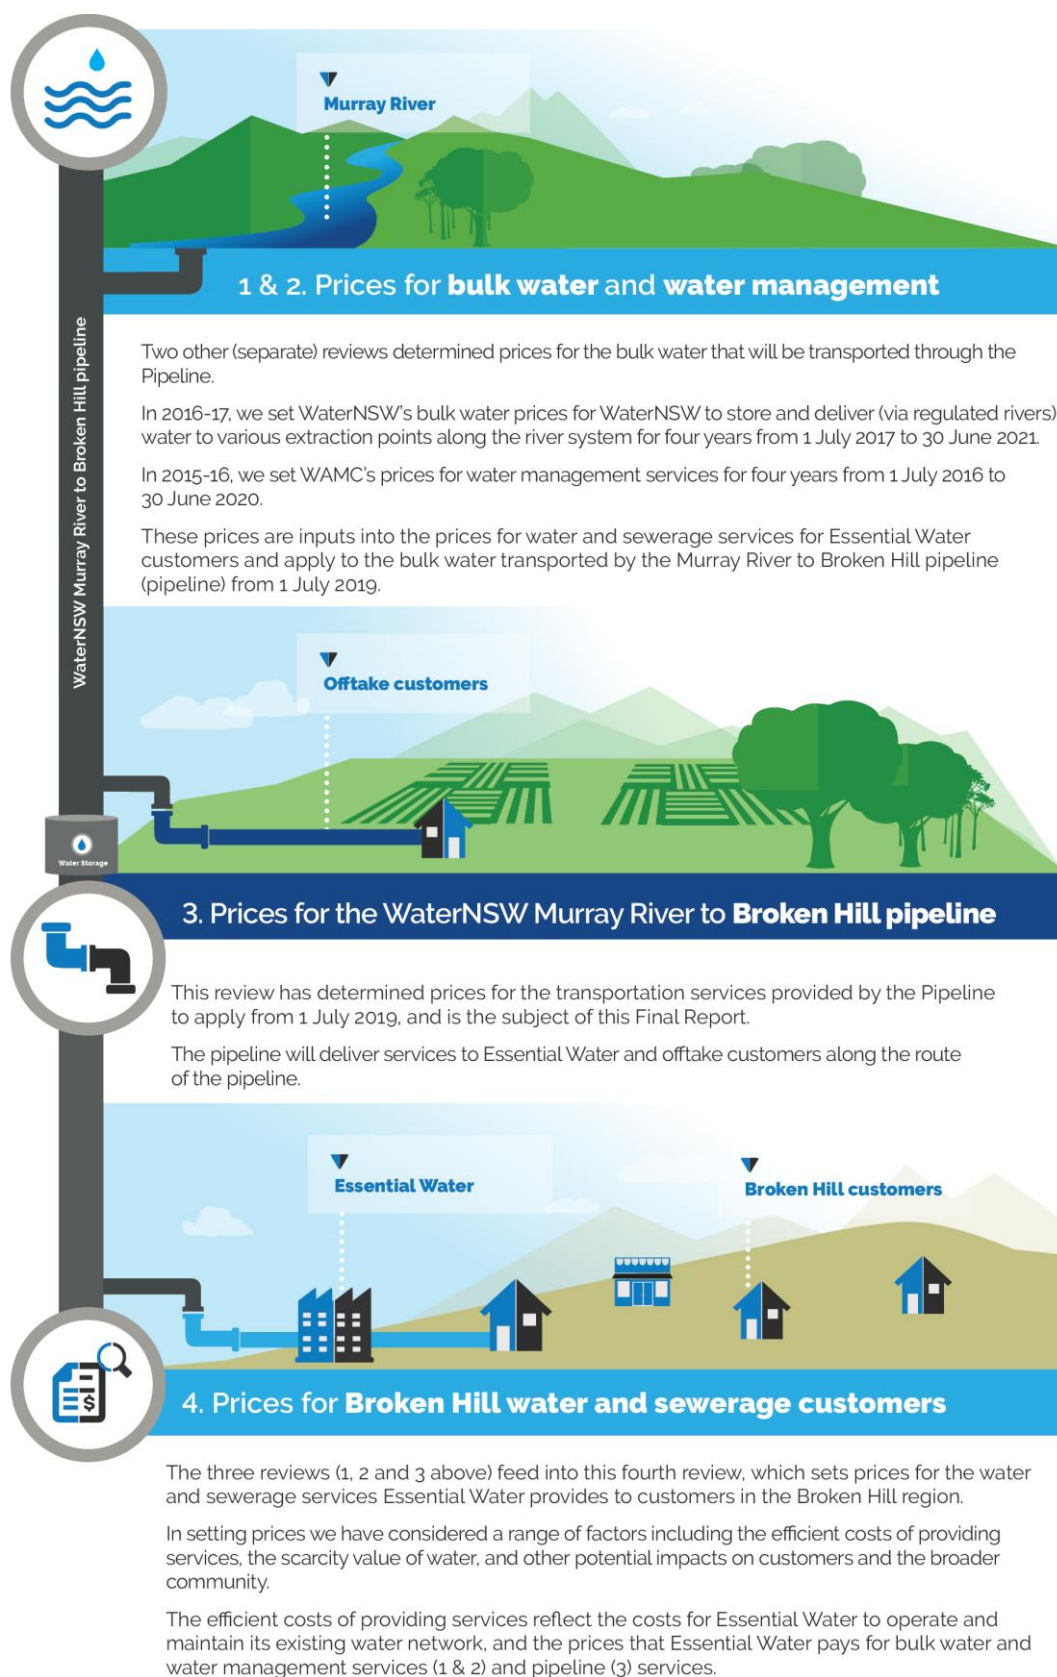 Murray River
1 & 2. Prices for bulk water and water management
WaterNSW Murray River to Broken Hill pipeline
Two other (separate) reviews determined prices for the bulk water that will be transported through the
Pipeline.
In 2016-17, we set WaterNSW's bulk water prices for WaterNSW to store and deliver (via regulated rivers)
water to various extraction points along the river system for four years from 1 July 2017 to 30 June 2021.
In 2015-16, we set WAMC's prices for water management services for four years from 1 July 2016 to
30 June 2020.
These prices are inputs into the prices for water and sewerage services for Essential Water
customers and apply to the bulk water transported by the Murray River to Broken Hill pipeline
(pipeline) from 1 July 2019.
Offtake customers
Water Storage
3. Prices for the WaterNSW Murray River to Broken Hill pipeline
This review has determined prices for the transportation services provided by the Pipeline
to apply from 1 July 2019, and is the subject of this Final Report.
The pipeline will deliver services to Essential Water and offtake customers along the route
of the pipeline.
Essential Water
Broken Hill customers
$
4. Prices for Broken Hill water and sewerage customers
The three reviews (1, 2 and 3 above) feed into this fourth review, which sets prices for the water
and sewerage services Essential Water provides to customers in the Broken Hill region.
In setting prices we have considered a range of factors including the efficient costs of providing
services, the scarcity value of water, and other potential impacts on customers and the broader
community.
The efficient costs of providing services reflect the costs for Essential Water to operate and
maintain its existing water network, and the prices that Essential Water pays for bulk water and
water management services (1 & 2) and pipeline (3) services.